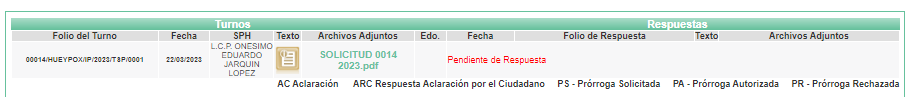 Turnos Respuestas
Folio del Turno Fecha SPH Texto Archivos Adjuntos Edo. Fecha Folio de Respuesta Texto Archivos Adjuntos
00014/HUEYPOX/IP/2023/TSP/0001 22/03/2023 L.C.P. ONESIMO EDUARDO JARQUIN LOPEZ SOLICITUD 0014 2023.pdf Pendiente de Respuesta
AC Aclaración ARC Respuesta Aclaración por el Ciudadano PS - Prórroga Solicitada PA - Prórroga Autorizada PR - Prórroga Rechazada